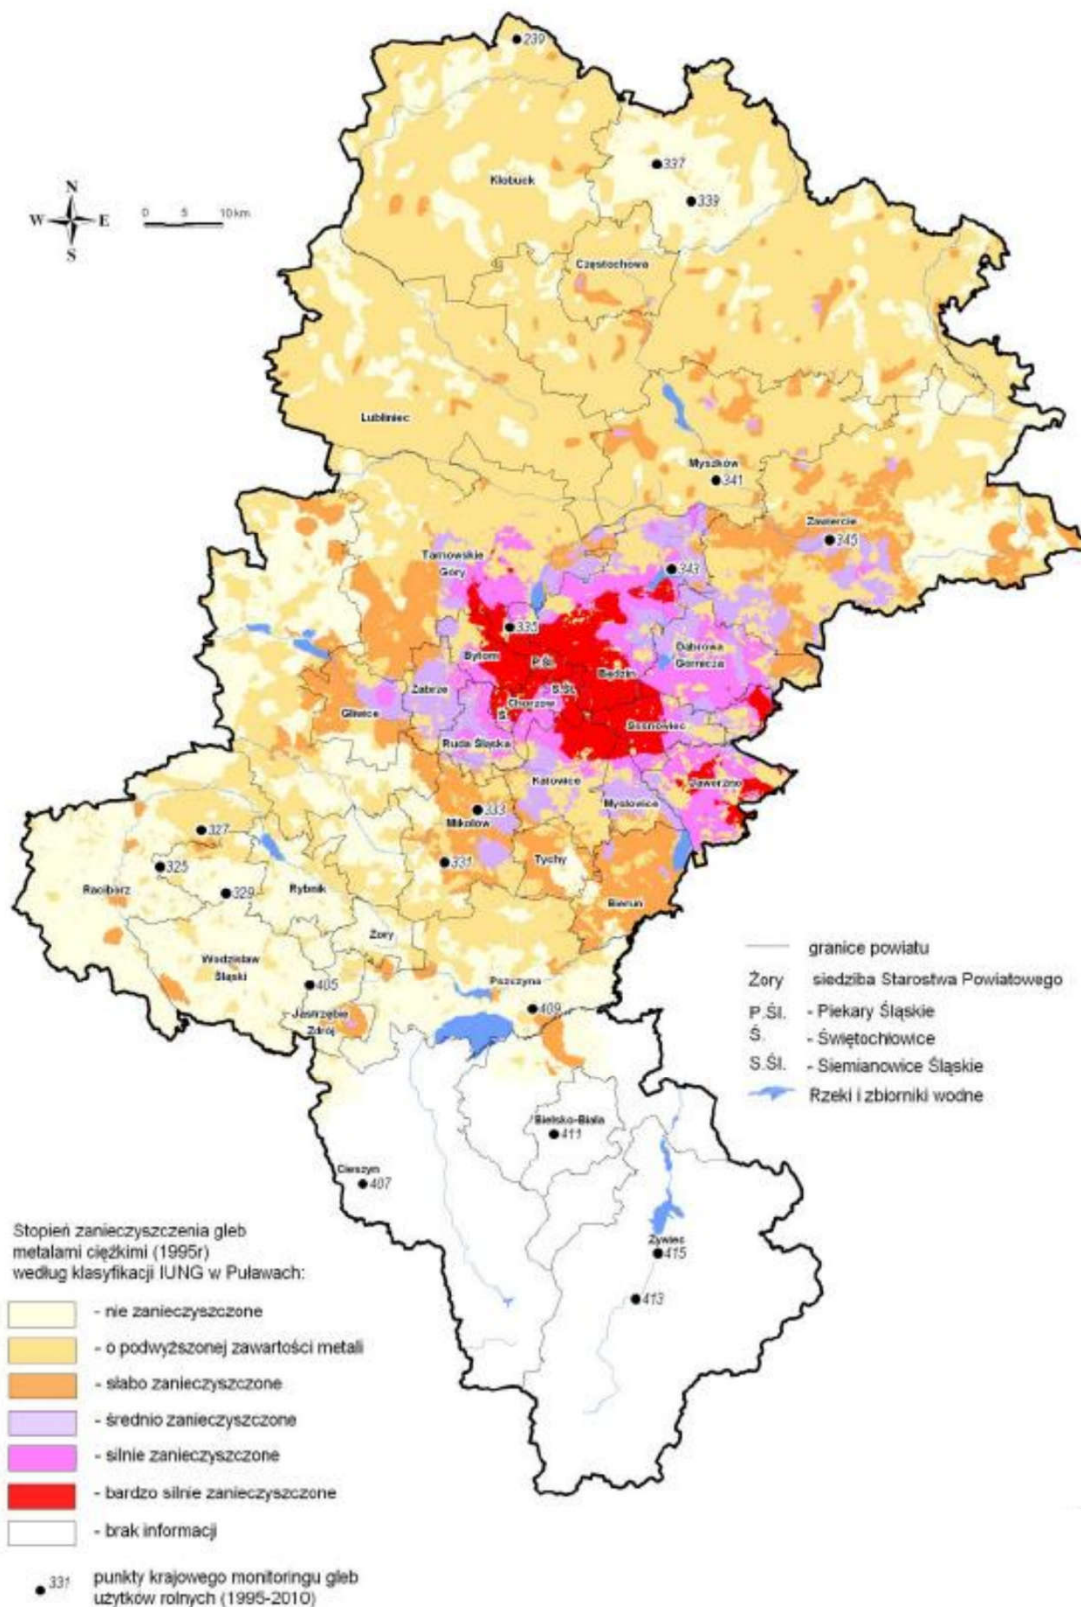 239
337
Kłobuck
339
N
W E
S
0 5 10 km
Częstochowa
Lubliniec
Myszków
341
Zawiercie
345
Tarnowskie
Góry
343
335
Bytom
P.Śl.
Dąbrowa
Górnicza
Będzin
Zabrze
S.Śl.
Chorzów
Gliwice
Ś.
Sosnowiec
Ruda Śląska
Katowice
Jaworzno
Mysłowice
333
Mikołów
327
331
Tychy
325
Racibórz
329
Rybnik
Bieruń
Żory
Wodzisław
Śląski
405
Pszczyna
409
Jastrzębie
Zdrój
granice powiatu
Żory siedziba Starostwa Powiatowego
P.Śl. - Piekary Śląskie
Ś. - Świętochłowice
S.Śl. - Siemianowice Śląskie
Rzeki i zbiorniki wodne
Bielsko-Biała
411
Cieszyn
407
Żywiec
415
413
Stopień zanieczyszczenia gleb
metalami ciężkimi (1995r)
według klasyfikacji IUNG w Puławach:
- nie zanieczyszczone
- o podwyższonej zawartości metali
- słabo zanieczyszczone
- średnio zanieczyszczone
- silnie zanieczyszczone
- bardzo silnie zanieczyszczone
- brak informacji
331 punkty krajowego monitoringu gleb
użytków rolnych (1995-2010)